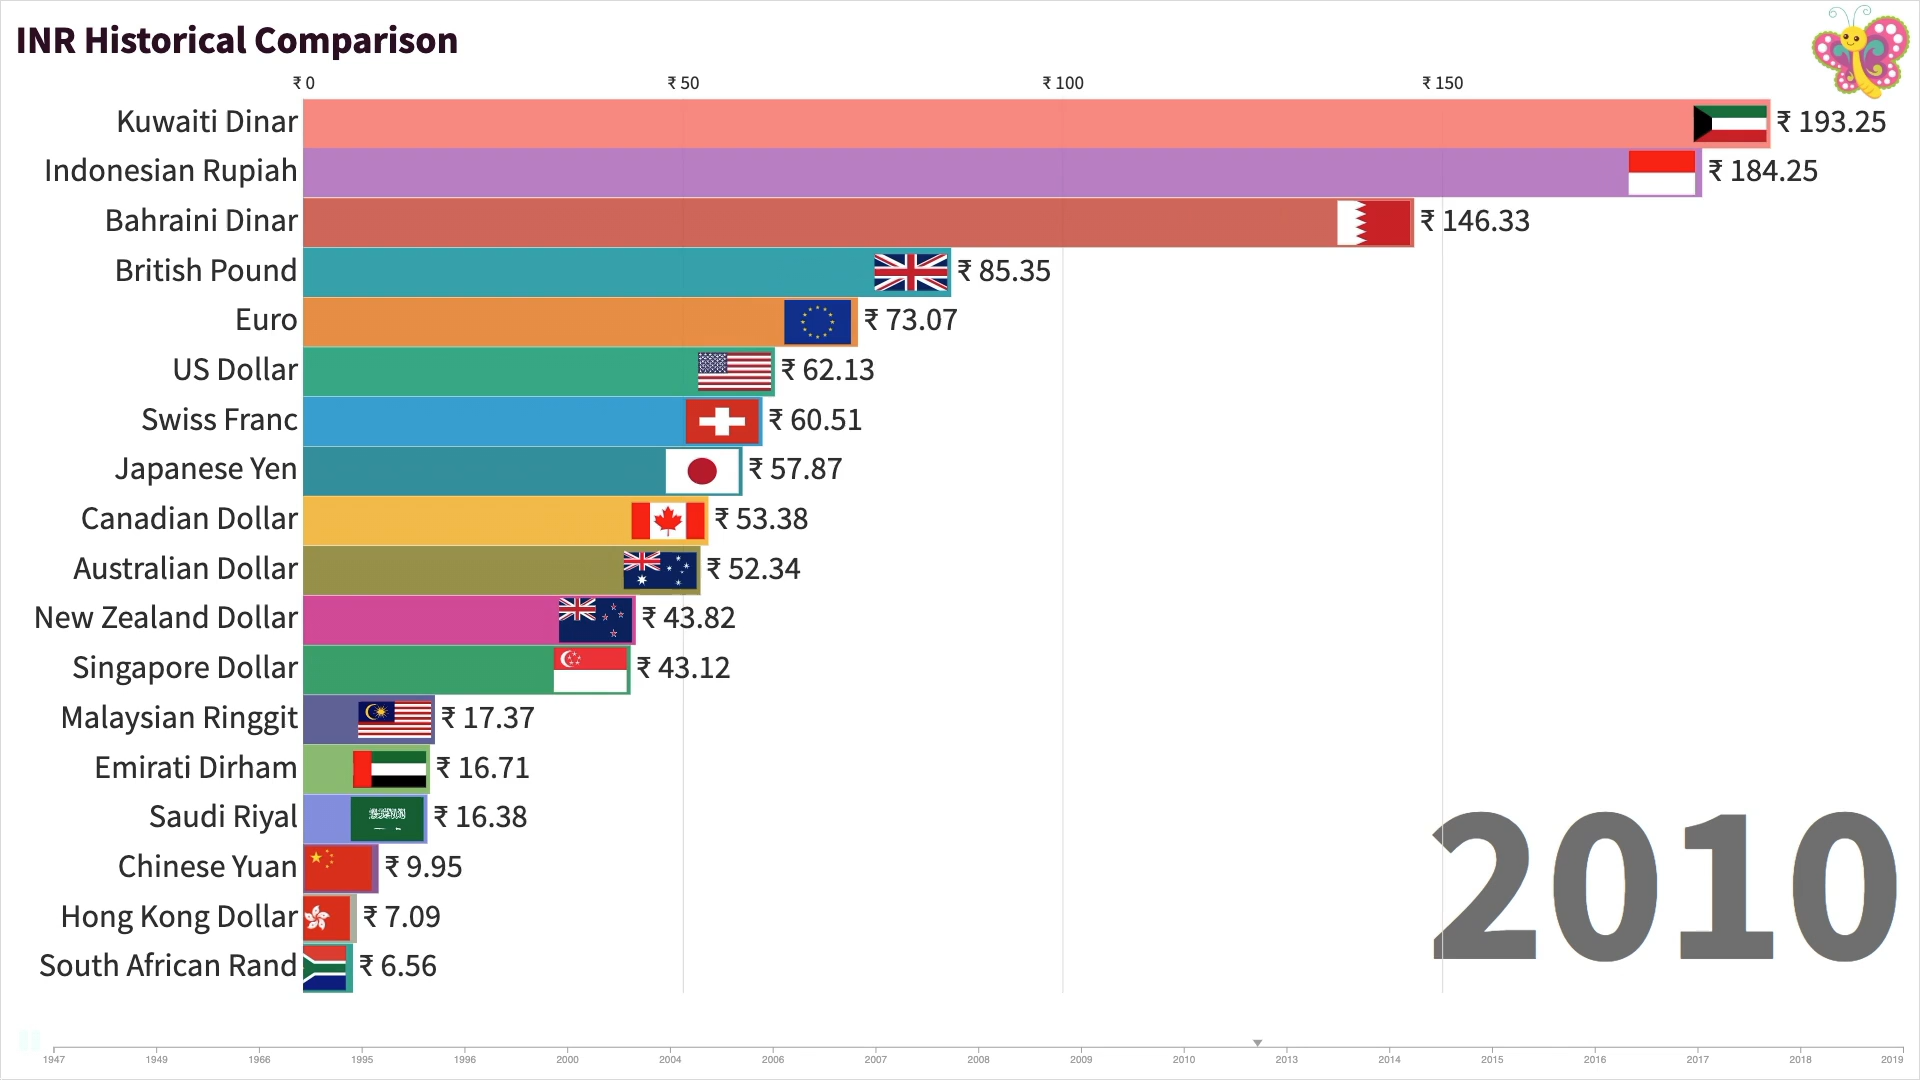 INR Historical Comparison
₹ 0 ₹ 50 ₹ 100 ₹ 150
Kuwaiti Dinar ₹ 193.25
Indonesian Rupiah ₹ 184.25
Bahraini Dinar ₹ 146.33
British Pound ₹ 85.35
Euro ₹ 73.07
US Dollar ₹ 62.13
Swiss Franc ₹ 60.51
Japanese Yen ₹ 57.87
Canadian Dollar ₹ 53.38
Australian Dollar ₹ 52.34
New Zealand Dollar ₹ 43.82
Singapore Dollar ₹ 43.12
Malaysian Ringgit ₹ 17.37
Emirati Dirham ₹ 16.71
Saudi Riyal ₹ 16.38
Chinese Yuan ₹ 9.95
Hong Kong Dollar ₹ 7.09
South African Rand ₹ 6.56
2010
1947 1949 1966 1995 1996 2000 2004 2006 2007 2008 2009 2010 2013 2014 2015 2016 2017 2018 2019